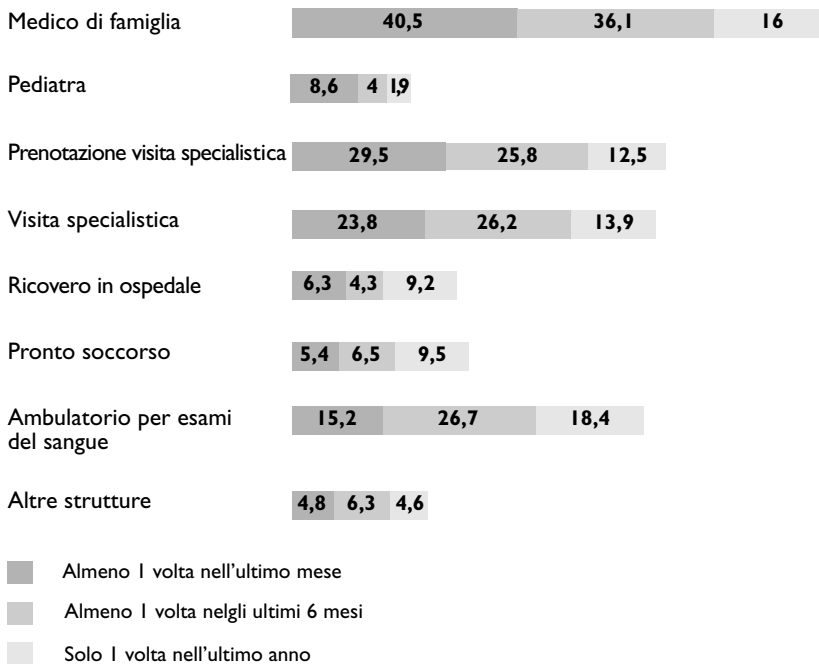 Medico di famiglia 40,5 36,1 16
Pediatra 8,6 4 1,9
Prenotazione visita specialistica 29,5 25,8 12,5
Visita specialistica 23,8 26,2 13,9
Ricovero in ospedale 6,3 4,3 9,2
Pronto soccorso 5,4 6,5 9,5
Ambulatorio per esami 15,2 26,7 18,4
del sangue
Altre strutture 4,8 6,3 4,6
Almeno 1 volta nell'ultimo mese
Almeno 1 volta nelgli ultimi 6 mesi
Solo 1 volta nell'ultimo anno